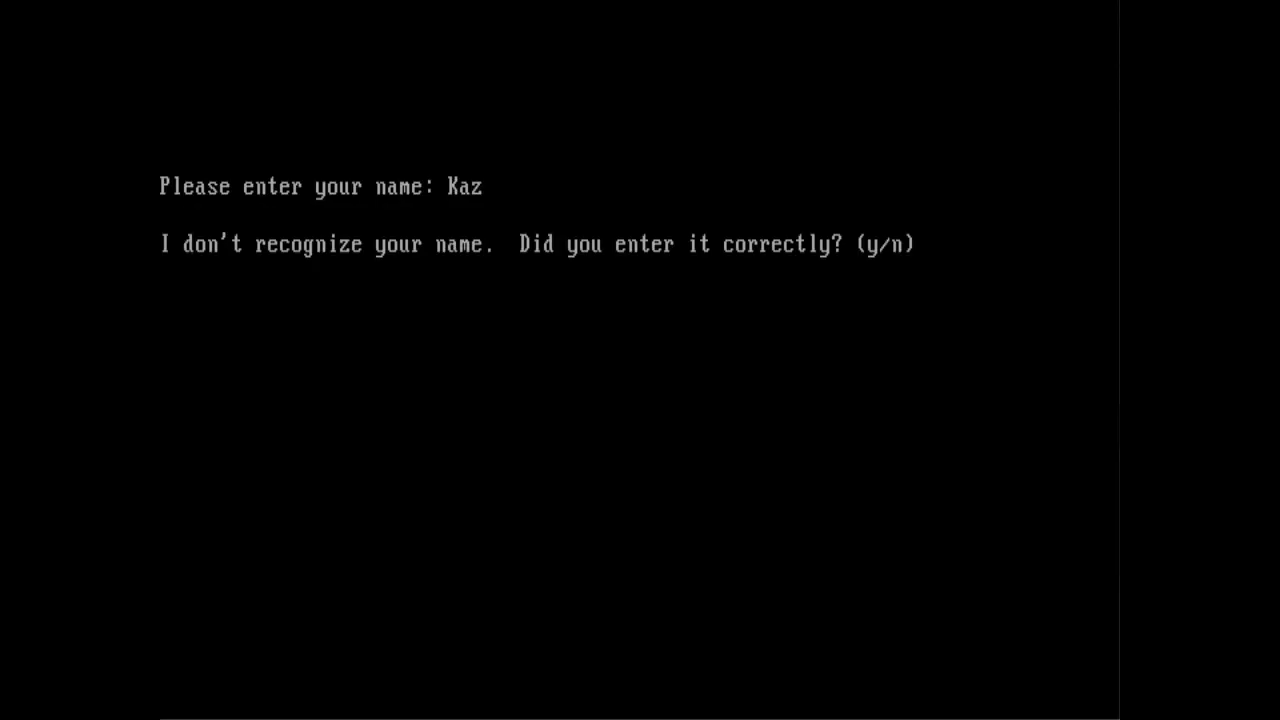 Please enter your name: Kaz
I don't recognize your name.  Did you enter it correctly? (y/n)